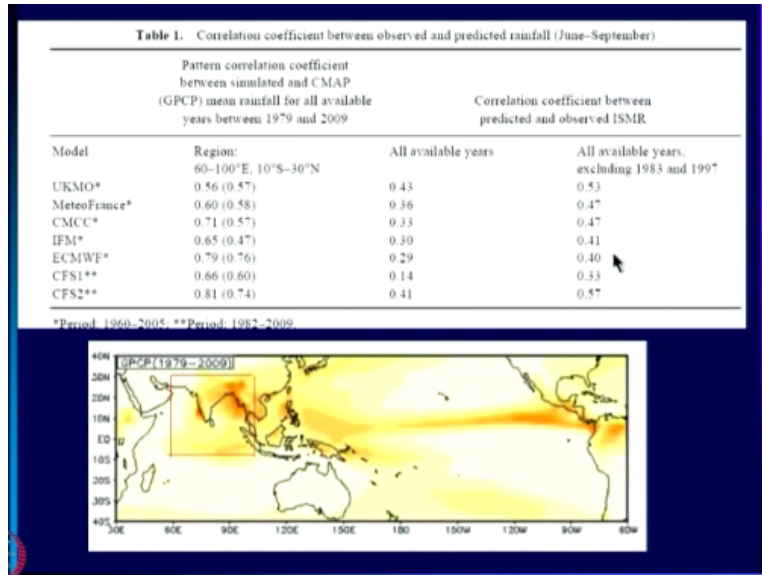 Table 1. Correlation coefficient between observed and predicted rainfall (June–September)
Pattern correlation coefficient
between simulated and CMAP
(GPCP) mean rainfall for all available
years between 1979 and 2009
Correlation coefficient between
predicted and observed ISMR
Model Region: All available years All available years,
60–100°E, 10°S–30°N excluding 1983 and 1997
UKMO* 0.56 (0.57) 0.43 0.53
MeteoFrance* 0.60 (0.58) 0.36 0.47
CMCC* 0.71 (0.57) 0.33 0.47
IFM* 0.65 (0.47) 0.30 0.41
ECMWF* 0.79 (0.76) 0.29 0.40
CFS1** 0.66 (0.60) 0.14 0.33
CFS2** 0.81 (0.74) 0.41 0.57
*Period: 1960–2005. **Period: 1982–2009.
GPCP(1979-2009)
40N
30N
20N
10N
EQ
10S
20S
30S
40S
30E 60E 90E 120E 150E 180 150W 120W 90W 60W